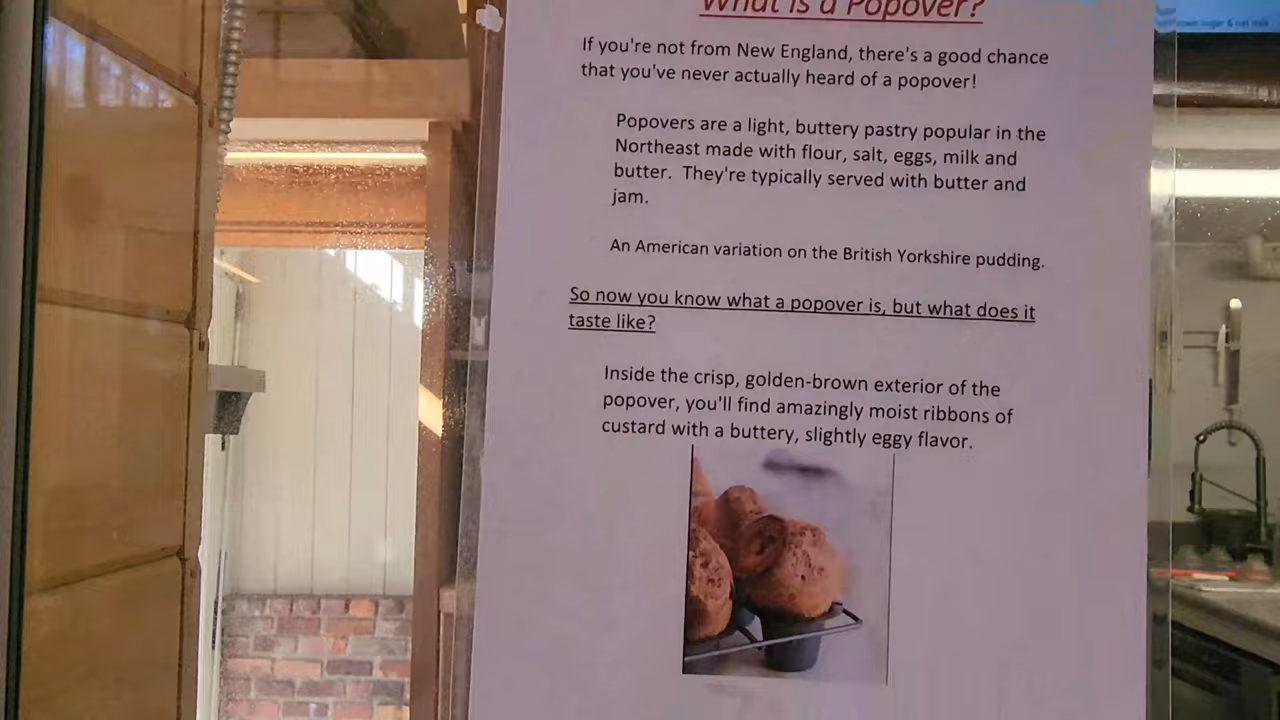 What is a Popover?
If you're not from New England, there's a good chance
that you've never actually heard of a popover!
Popovers are a light, buttery pastry popular in the
Northeast made with flour, salt, eggs, milk and
butter. They're typically served with butter and
jam.
An American variation on the British Yorkshire pudding.
So now you know what a popover is, but what does it
taste like?
Inside the crisp, golden-brown exterior of the
popover, you'll find amazingly moist ribbons of
custard with a buttery, slightly eggy flavor.